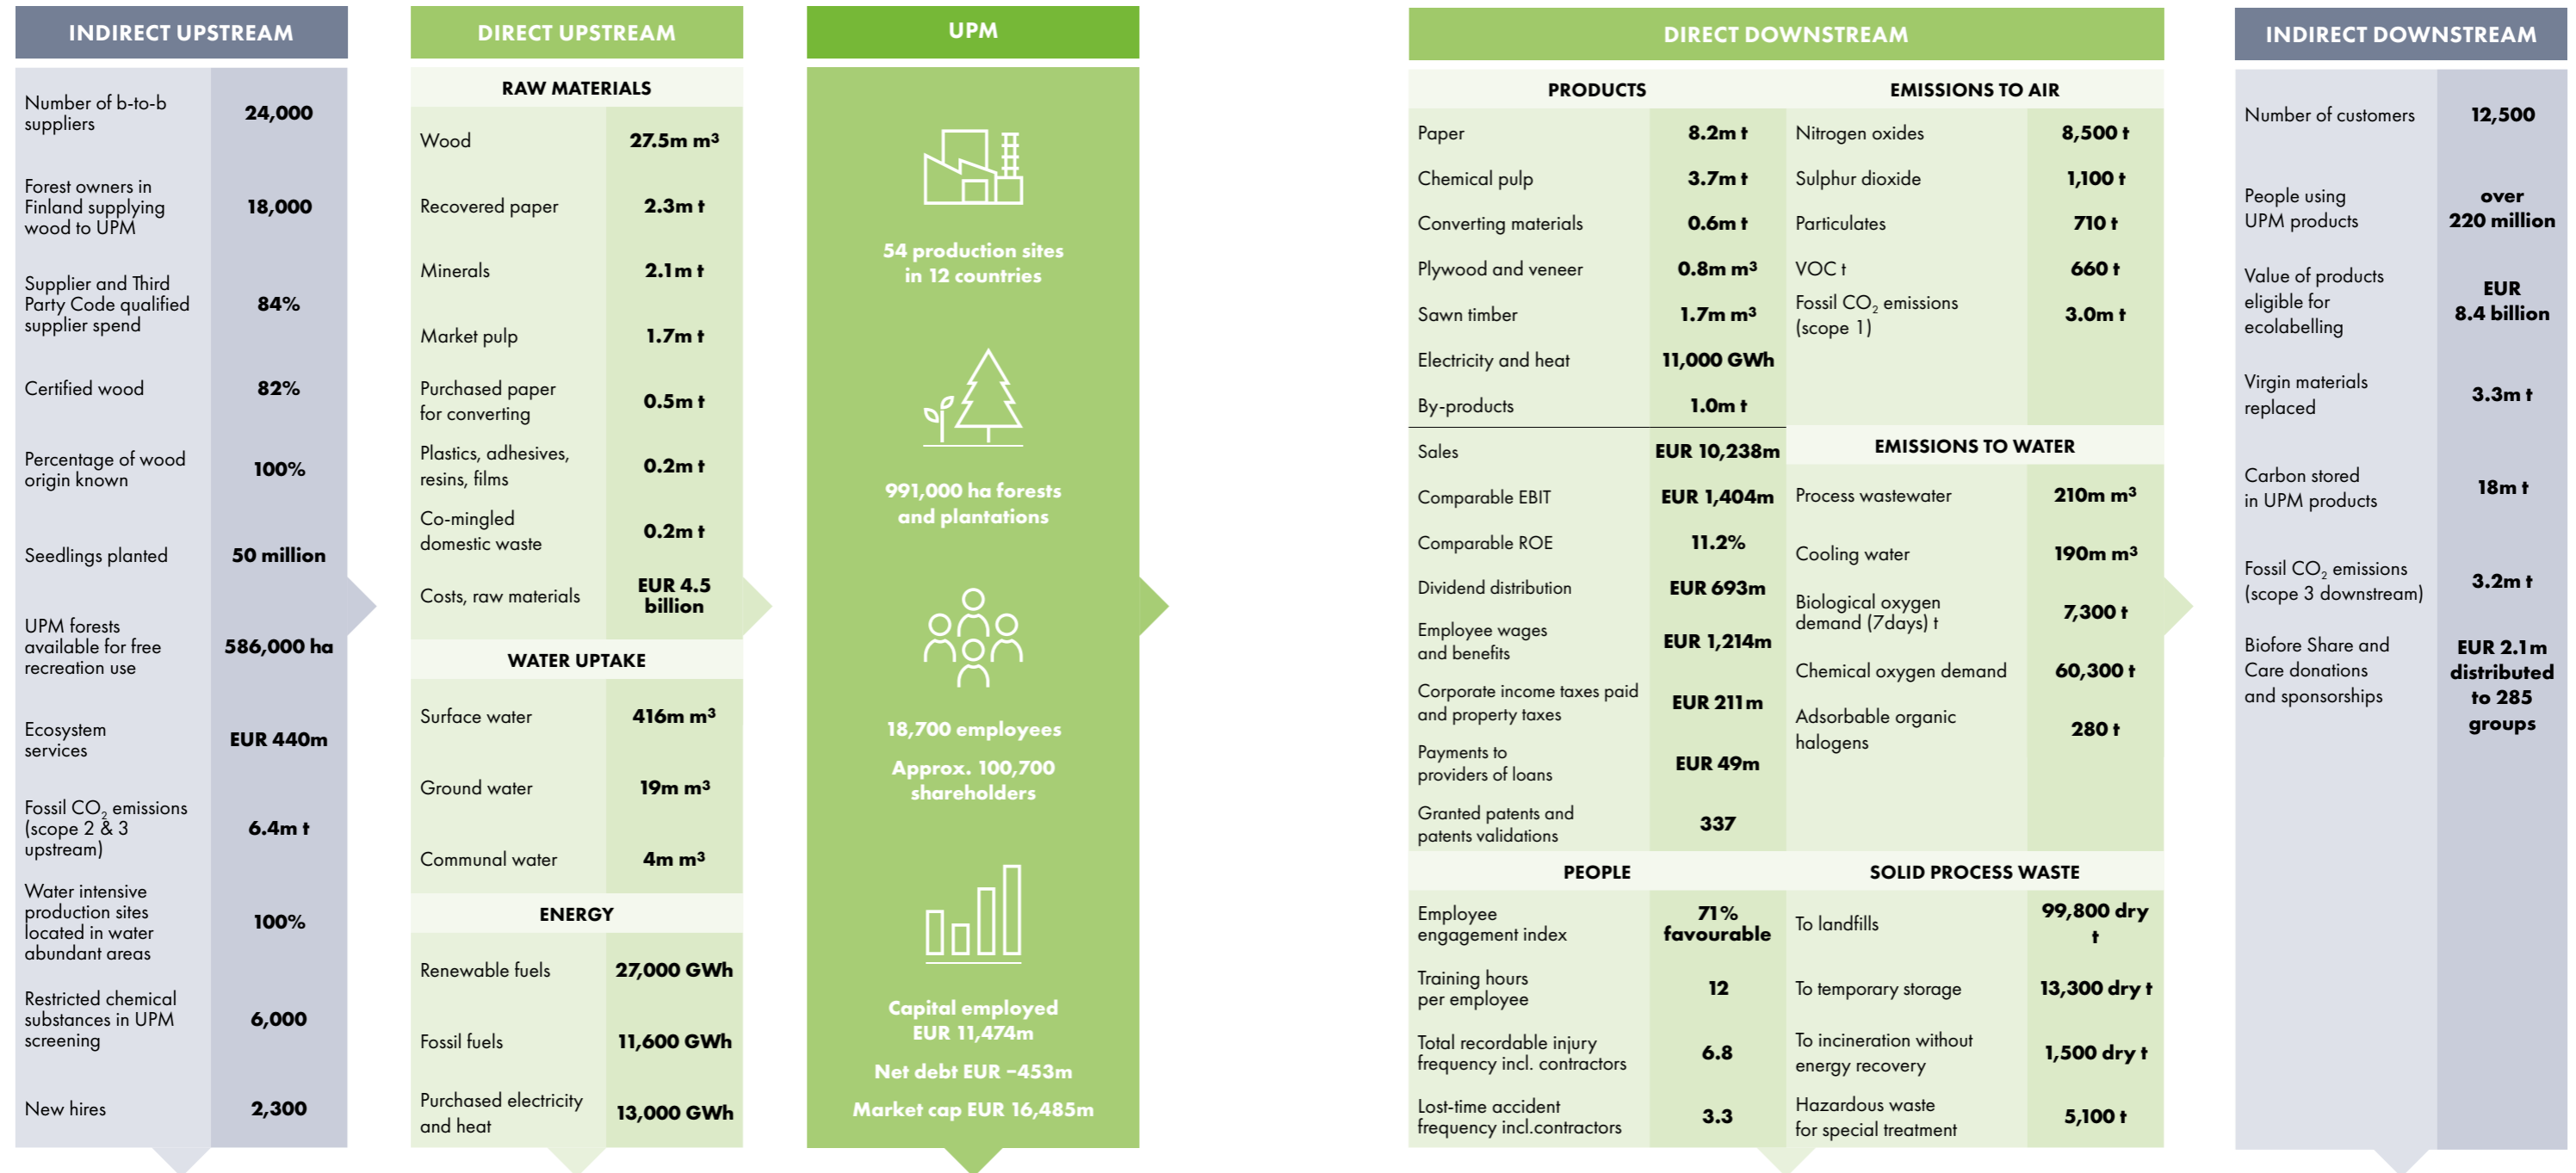 INDIRECT UPSTREAM
Number of b-to-b
suppliers
24,000
Forest owners in
Finland supplying
wood to UPM
18,000
Supplier and Third
Party Code qualified
supplier spend
84%
Certified wood
82%
Percentage of wood
origin known
100%
Seedlings planted
50 million
UPM forests
available for free
recreation use
586,000 ha
Ecosystem
services
EUR 440m
Fossil CO₂ emissions
(scope 2 & 3
upstream)
6.4m t
Water intensive
production sites
located in water
abundant areas
100%
Restricted chemical
substances in UPM
screening
6,000
New hires
2,300
DIRECT UPSTREAM
RAW MATERIALS
Wood
27.5m m³
Recovered paper
2.3m t
Minerals
2.1m t
Market pulp
1.7m t
Purchased paper
for converting
0.5m t
Plastics, adhesives,
resins, films
0.2m t
Co-mingled
domestic waste
0.2m t
Costs, raw materials
EUR 4.5
billion
WATER UPTAKE
Surface water
416m m³
Ground water
19m m³
Communal water
4m m³
ENERGY
Renewable fuels
27,000 GWh
Fossil fuels
11,600 GWh
Purchased electricity
and heat
13,000 GWh
UPM
54 production sites
in 12 countries
991,000 ha forests
and plantations
18,700 employees
Approx. 100,700
shareholders
Capital employed
EUR 11,474m
Net debt EUR –453m
Market cap EUR 16,485m
DIRECT DOWNSTREAM
PRODUCTS
Paper
8.2m t
Chemical pulp
3.7m t
Converting materials
0.6m t
Plywood and veneer
0.8m m³
Sawn timber
1.7m m³
Electricity and heat
11,000 GWh
By-products
1.0m t
Sales
EUR 10,238m
Comparable EBIT
EUR 1,404m
Comparable ROE
11.2%
Dividend distribution
EUR 693m
Employee wages
and benefits
EUR 1,214m
Corporate income taxes paid
and property taxes
EUR 211m
Payments to
providers of loans
EUR 49m
Granted patents and
patents validations
337
PEOPLE
Employee
engagement index
71%
favourable
Training hours
per employee
12
Total recordable injury
frequency incl. contractors
6.8
Lost-time accident
frequency incl.contractors
3.3
EMISSIONS TO AIR
Nitrogen oxides
8,500 t
Sulphur dioxide
1,100 t
Particulates
710 t
VOC t
660 t
Fossil CO₂ emissions
(scope 1)
3.0m t
EMISSIONS TO WATER
Process wastewater
210m m³
Cooling water
190m m³
Biological oxygen
demand (7days) t
7,300 t
Chemical oxygen demand
60,300 t
Adsorbable organic
halogens
280 t
SOLID PROCESS WASTE
To landfills
99,800 dry
t
To temporary storage
13,300 dry t
To incineration without
energy recovery
1,500 dry t
Hazardous waste
for special treatment
5,100 t
INDIRECT DOWNSTREAM
Number of customers
12,500
People using
UPM products
over
220 million
Value of products
eligible for
ecolabelling
EUR
8.4 billion
Virgin materials
replaced
3.3m t
Carbon stored
in UPM products
18m t
Fossil CO₂ emissions
(scope 3 downstream)
3.2m t
Biofore Share and
Care donations
and sponsorships
EUR 2.1m
distributed
to 285
groups